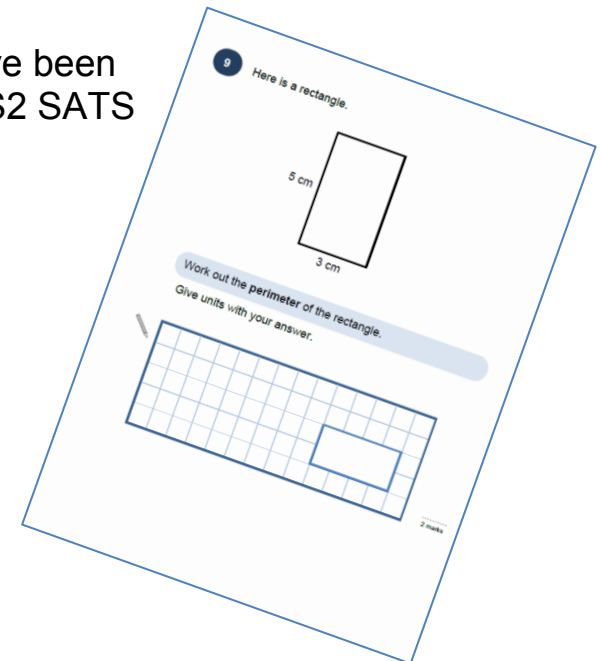 ve been
S2 SATS
9
Here is a rectangle.
5 cm
3 cm
Work out the perimeter of the rectangle.
Give units with your answer.
2 marks